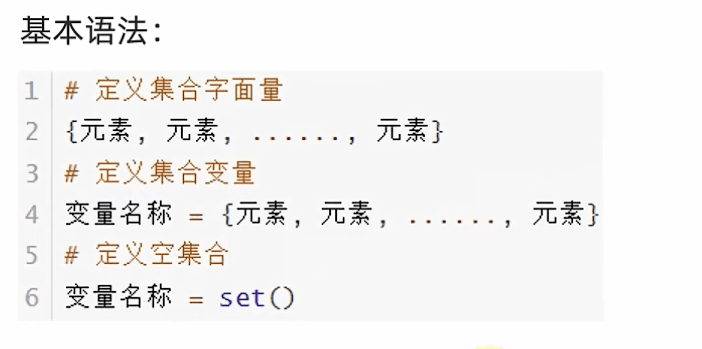 基本语法：
1 # 定义集合字面量
2 {元素, 元素, ......, 元素}
3 # 定义集合变量
4 变量名称 = {元素, 元素, ......, 元素}
5 # 定义空集合
6 变量名称 = set()